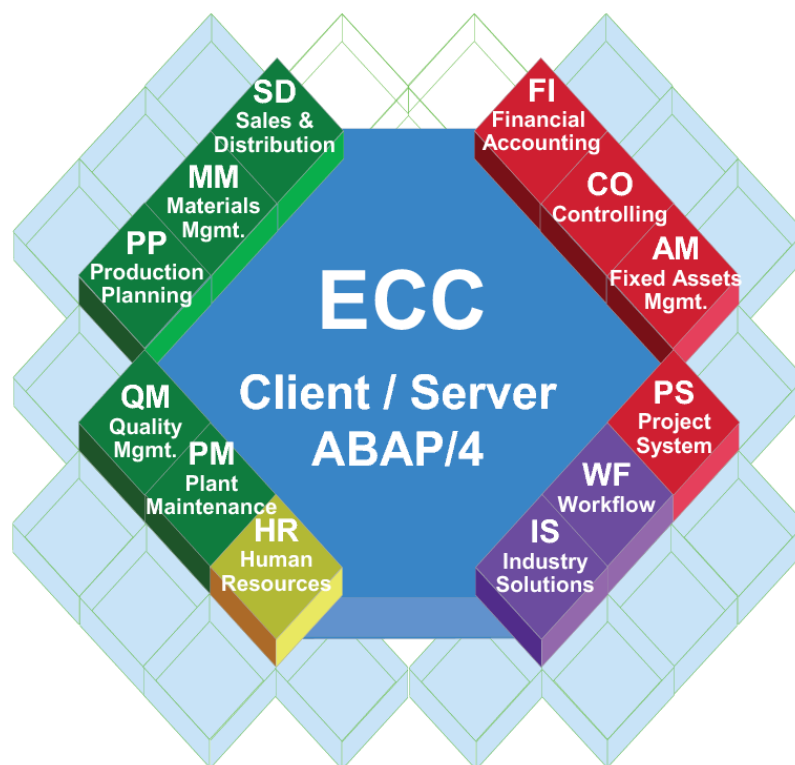 SD
Sales &
Distribution
MM
Materials
Mgmt.
PP
Production
Planning
QM
Quality
Mgmt.
PM
Plant
Maintenance
HR
Human
Resources
ECC
Client / Server
ABAP/4
FI
Financial
Accounting
CO
Controlling
AM
Fixed Assets
Mgmt.
PS
Project
System
WF
Workflow
IS
Industry
Solutions